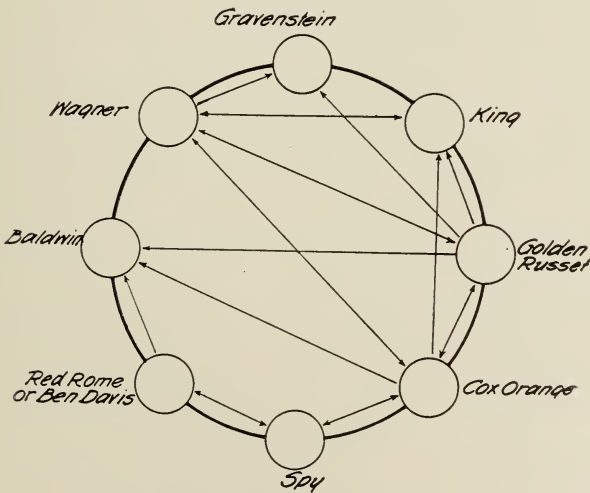 Gravenstein
Wagner
King
Baldwin
Golden
Russet
Red Rome
or Ben Davis
Cox Orange
Spy